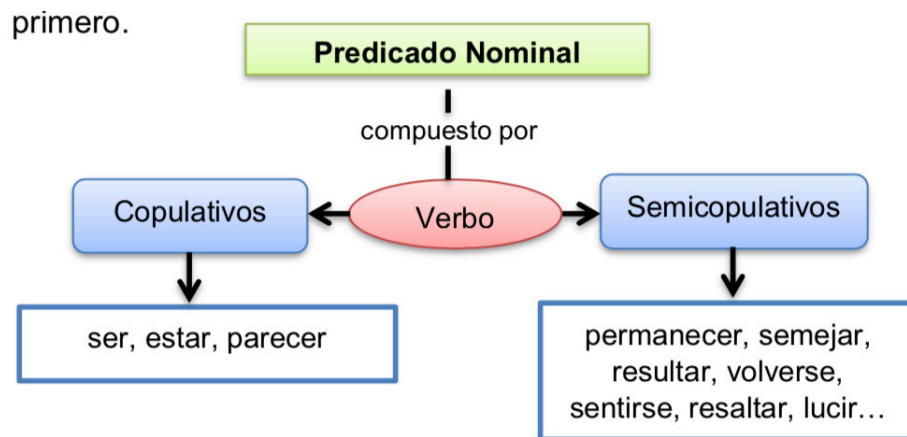 primero.
Predicado Nominal
compuesto por
Copulativos
Verbo
Semicopulativos
ser, estar, parecer
permanecer, semejar,
resultar, volverse,
sentirse, resaltar, lucir…